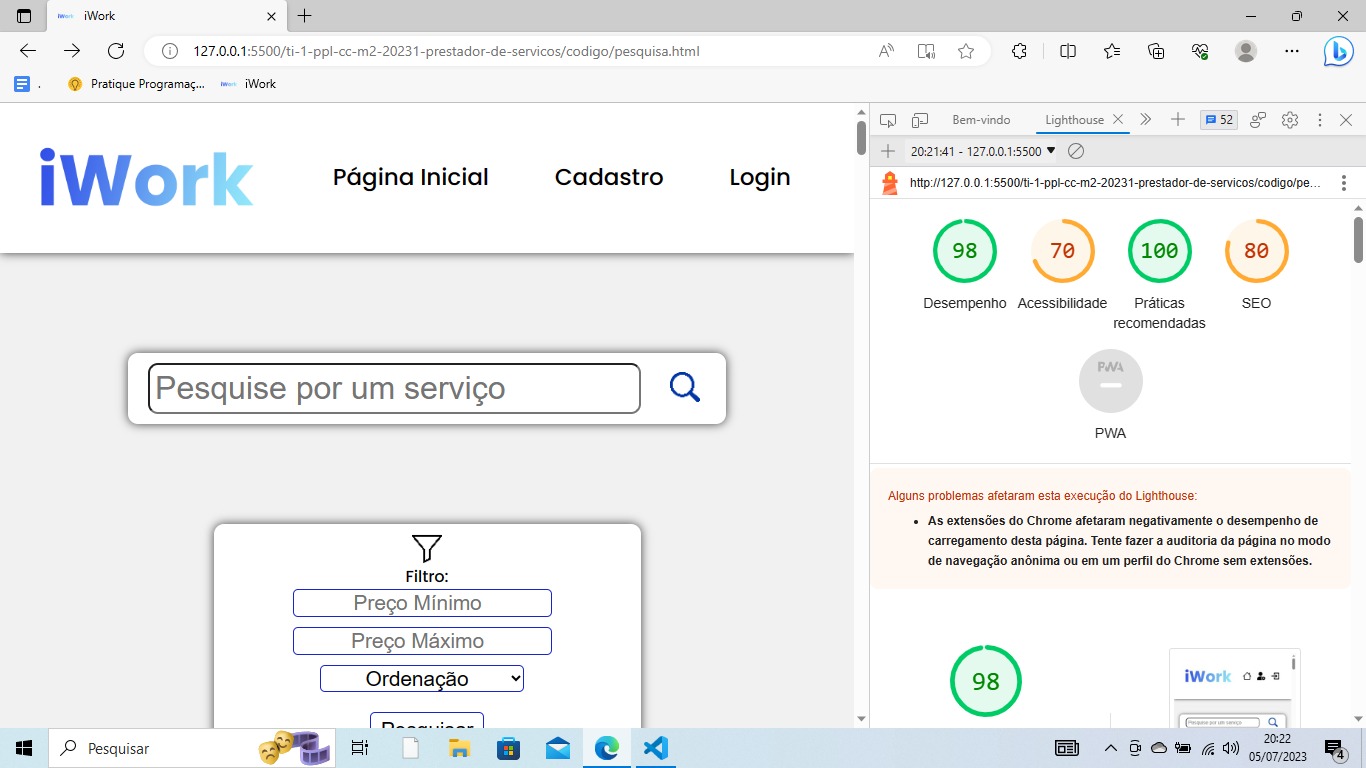 iWork
127.0.0.1:5500/ti-1-ppl-cc-m2-20231-prestador-de-servicos/codigo/pesquisa.html
. Pratique Programaç... iWork iWork
iWork
Página Inicial Cadastro Login
Pesquise por um serviço
Filtro:
Preço Mínimo
Preço Máximo
Ordenação
Pesquisar
Bem-vindo Lighthouse 52
20:21:41 - 127.0.0.1:5500
http://127.0.0.1:5500/ti-1-ppl-cc-m2-20231-prestador-de-servicos/codigo/pe...
98 70 100 80
Desempenho Acessibilidade Práticas recomendadas SEO
PWA
PWA
Alguns problemas afetaram esta execução do Lighthouse:
• As extensões do Chrome afetaram negativamente o desempenho de
carregamento desta página. Tente fazer a auditoria da página no modo
de navegação anônima ou em um perfil do Chrome sem extensões.
98
iWork
Pesquise por um serviço
Pesquisar
20:22
05/07/2023
4